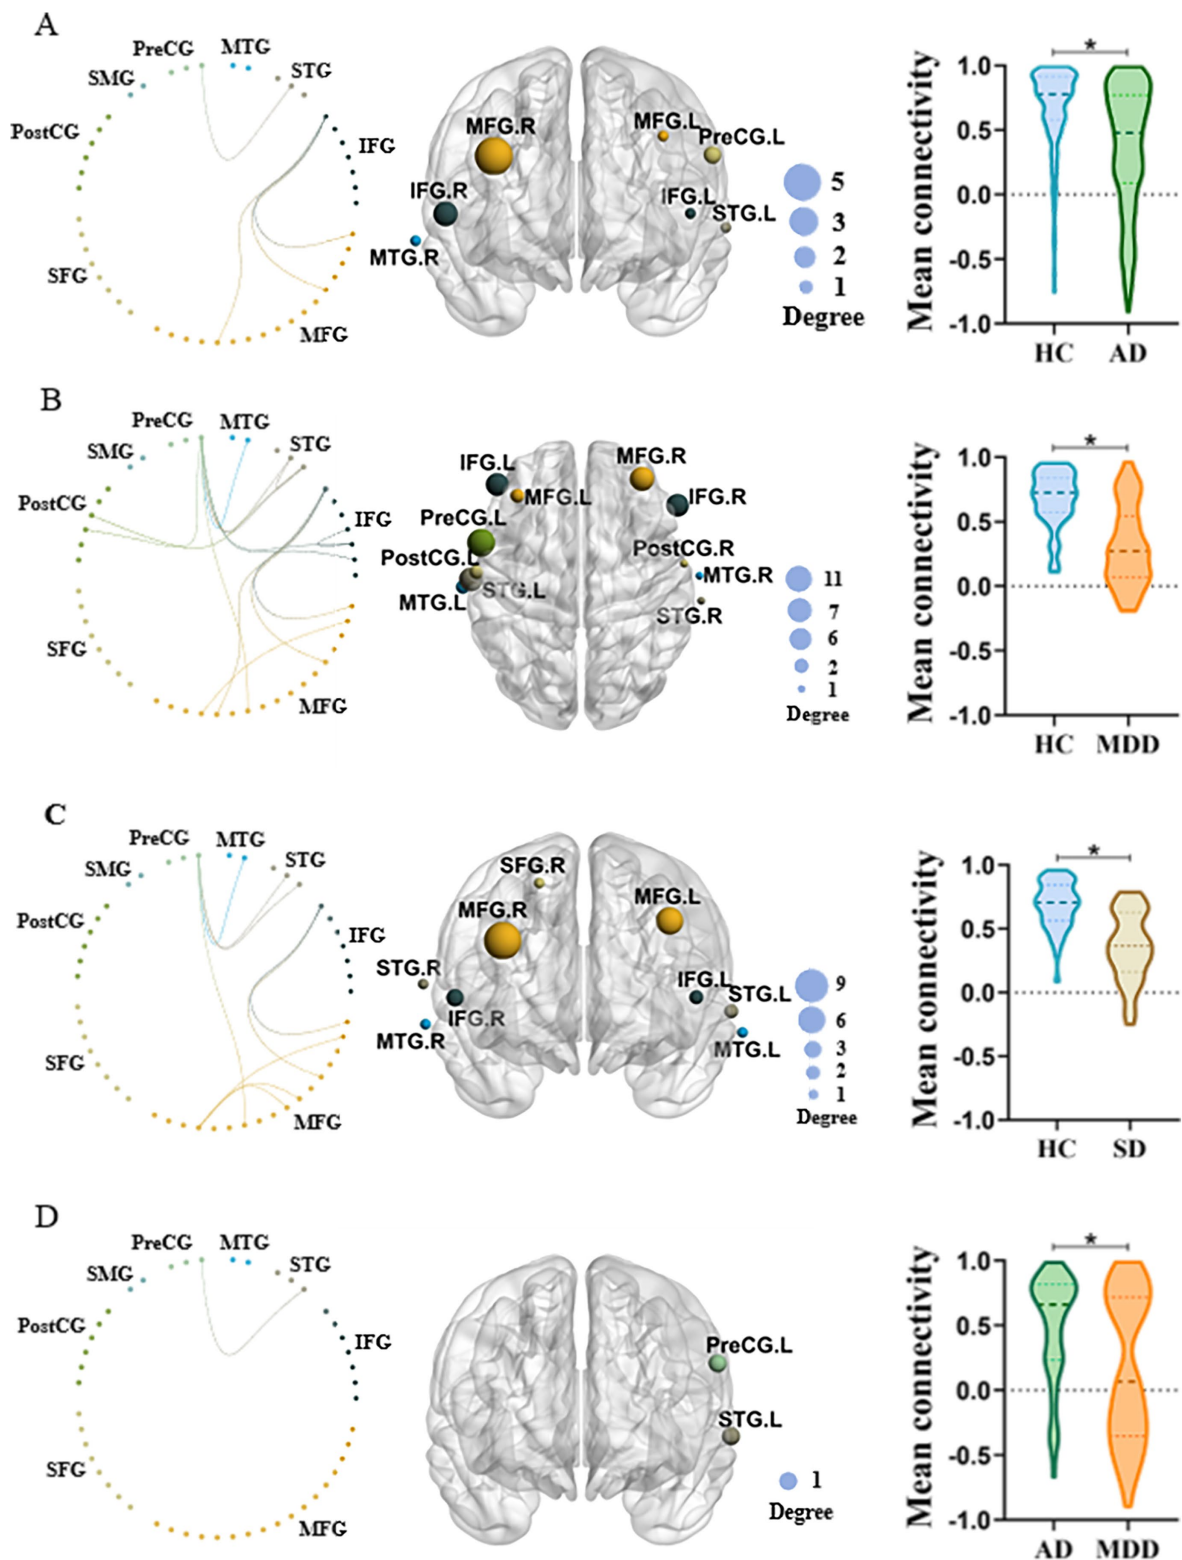 A
PreCG
MTG
STG
SMG
PostCG
IFG
SFG
MFG
MFG.R
MFG.L
PreCG.L
IFG.R
IFG.L
STG.L
MTG.R
5
3
2
1
Degree
Mean connectivity
*
1.0
0.5
0.0
-0.5
-1.0
HC AD
B
PreCG
MTG
STG
SMG
PostCG
IFG
SFG
MFG
IFG.L
MFG.L
PreCG.L
PostCG.L
STG.L
MTG.L
MFG.R
IFG.R
PostCG.R
MTG.R
STG.R
11
7
6
2
1
Degree
Mean connectivity
*
1.0
0.5
0.0
-0.5
-1.0
HC MDD
C
PreCG
MTG
STG
SMG
PostCG
IFG
SFG
MFG
SFG.R
MFG.R
MFG.L
STG.R
IFG.R
MTG.R
IFG.L
STG.L
MTG.L
9
6
3
2
1
Degree
Mean connectivity
*
1.0
0.5
0.0
-0.5
-1.0
HC SD
D
PreCG
MTG
STG
SMG
PostCG
IFG
SFG
MFG
PreCG.L
STG.L
1
Degree
Mean connectivity
*
1.0
0.5
0.0
-0.5
-1.0
AD MDD